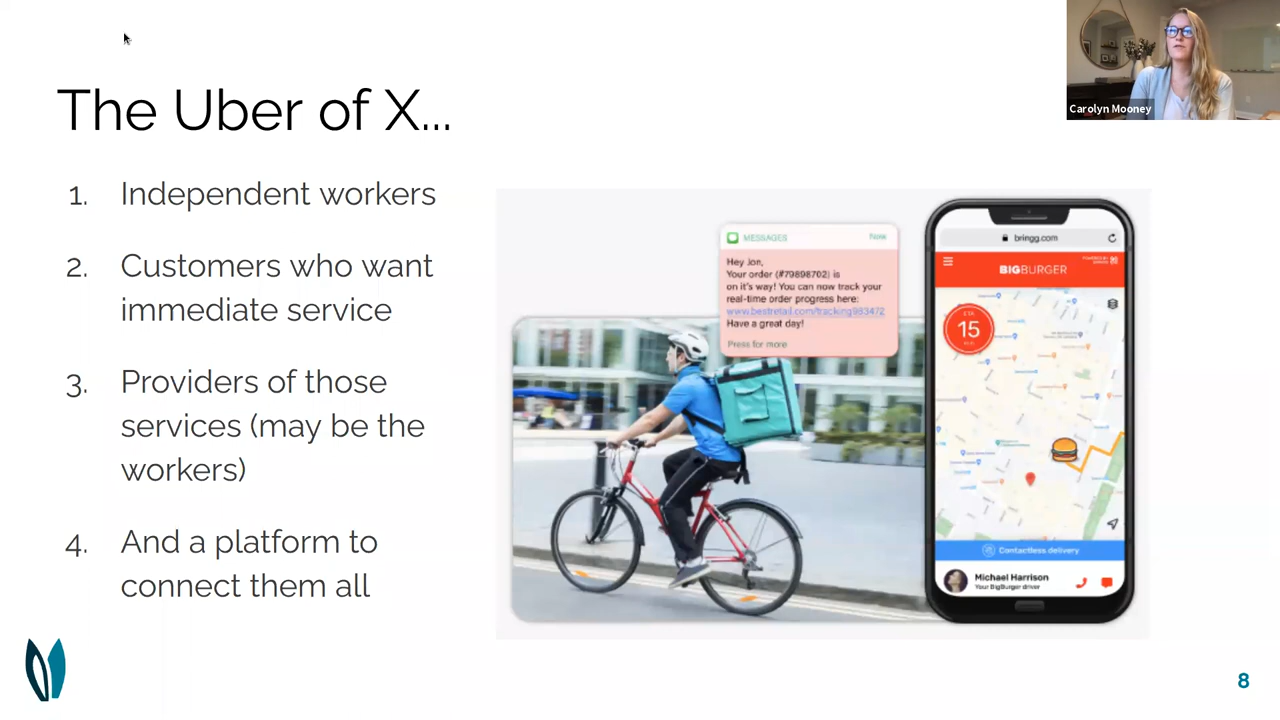 Carolyn Mooney
The Uber of X...
1. Independent workers
2. Customers who want
immediate service
3. Providers of those
services (may be the
workers)
4. And a platform to
connect them all
MESSAGES Now
Hey Jon,
Your order (#79898702) is
on it's way! You can now track your
real-time order progress here:
www.bestretail.com/tracking983472
Have a great day!
Press for more
bringg.com
BIGBURGER
POWERED BY
ETA
15
MIN
Contactless delivery
Michael Harrison
Your BigBurger driver
8